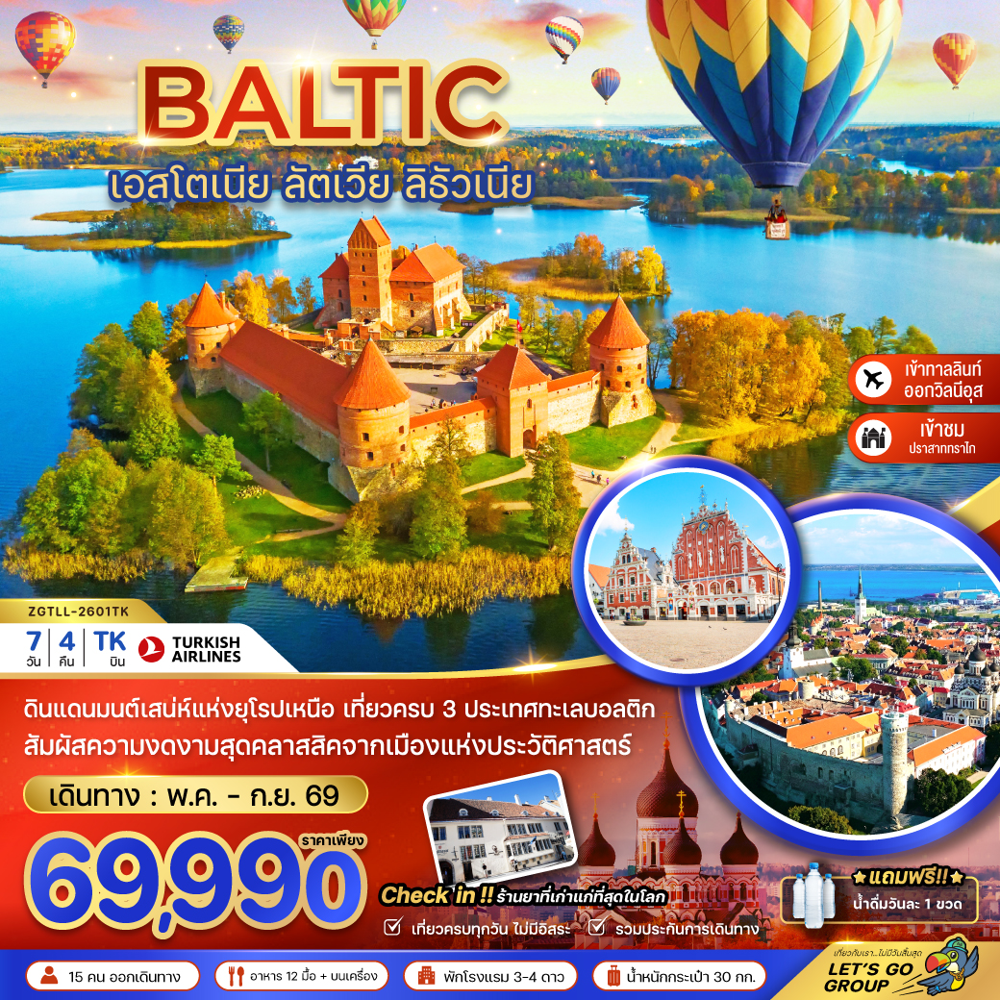 BALTIC
เอสโตเนีย ลัตเวีย ลิธัวเนีย
เข้าทาลลินท์
ออกวิลนีอุส
เข้าชม
ปราสาททราไก
ZGTLL-2601TK
7 วัน
4 คืน
TK บิน
TURKISH
AIRLINES
ดินแดนมนต์เสน่ห์แห่งยุโรปเหนือ เที่ยวครบ 3 ประเทศทะเลบอลติก
สัมผัสความงดงามสุดคลาสสิคจากเมืองแห่งประวัติศาสตร์
เดินทาง : พ.ค. - ก.ย. 69
ราคาเพียง
69,990
Check in !! ร้านยาที่เก่าแก่ที่สุดในโลก
เที่ยวครบทุกวัน ไม่มีอิสระ
รวมประกันการเดินทาง
แถมฟรี!!
น้ำดื่มวันละ 1 ขวด
15 คน ออกเดินทาง
อาหาร 12 มื้อ + บนเครื่อง
พักโรงแรม 3-4 ดาว
น้ำหนักกระเป๋า 30 กก.
เที่ยวกับเรา...ไม่มีวันสิ้นสุด
LET'S GO
GROUP